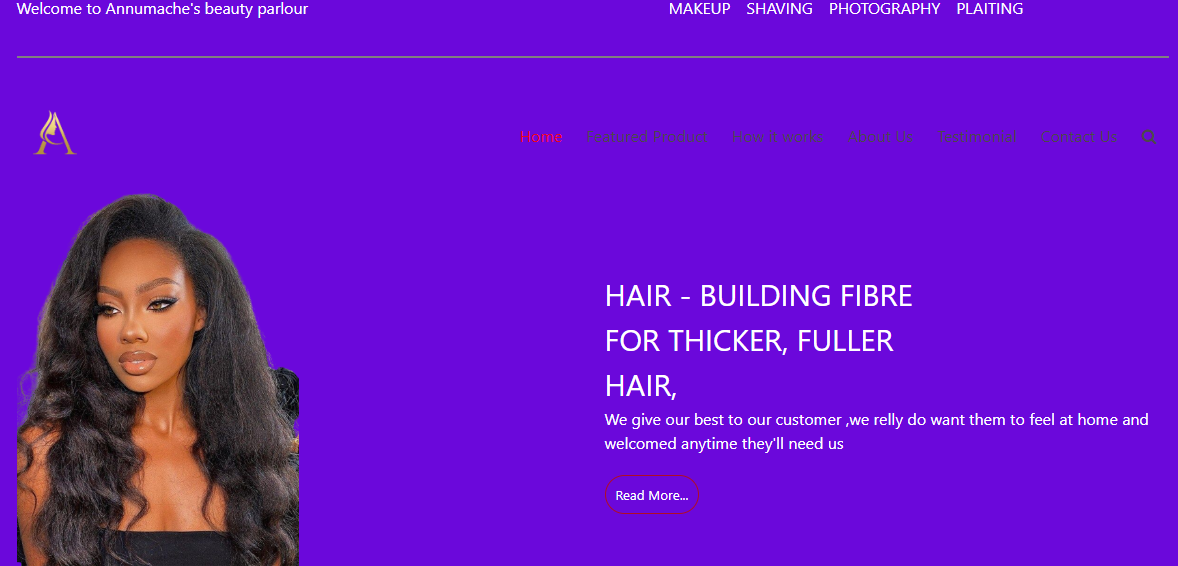 Welcome to Annumache's beauty parlour
MAKEUP SHAVING PHOTOGRAPHY PLAITING
Home Featured Product How it works About Us Testimonial Contact Us
HAIR - BUILDING FIBRE
FOR THICKER, FULLER
HAIR,
We give our best to our customer ,we relly do want them to feel at home and
welcomed anytime they'll need us
Read More...